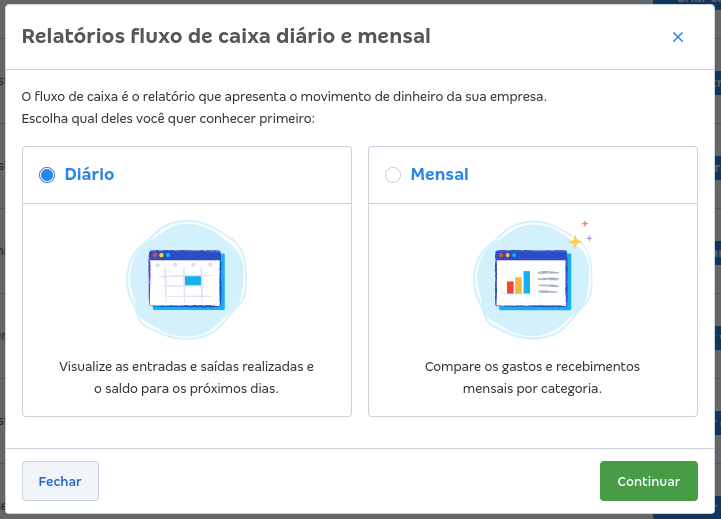 Relatórios fluxo de caixa diário e mensal
O fluxo de caixa é o relatório que apresenta o movimento de dinheiro da sua empresa.
Escolha qual deles você quer conhecer primeiro:
Diário
Mensal
Visualize as entradas e saídas realizadas e
o saldo para os próximos dias.
Compare os gastos e recebimentos
mensais por categoria.
Fechar
Continuar